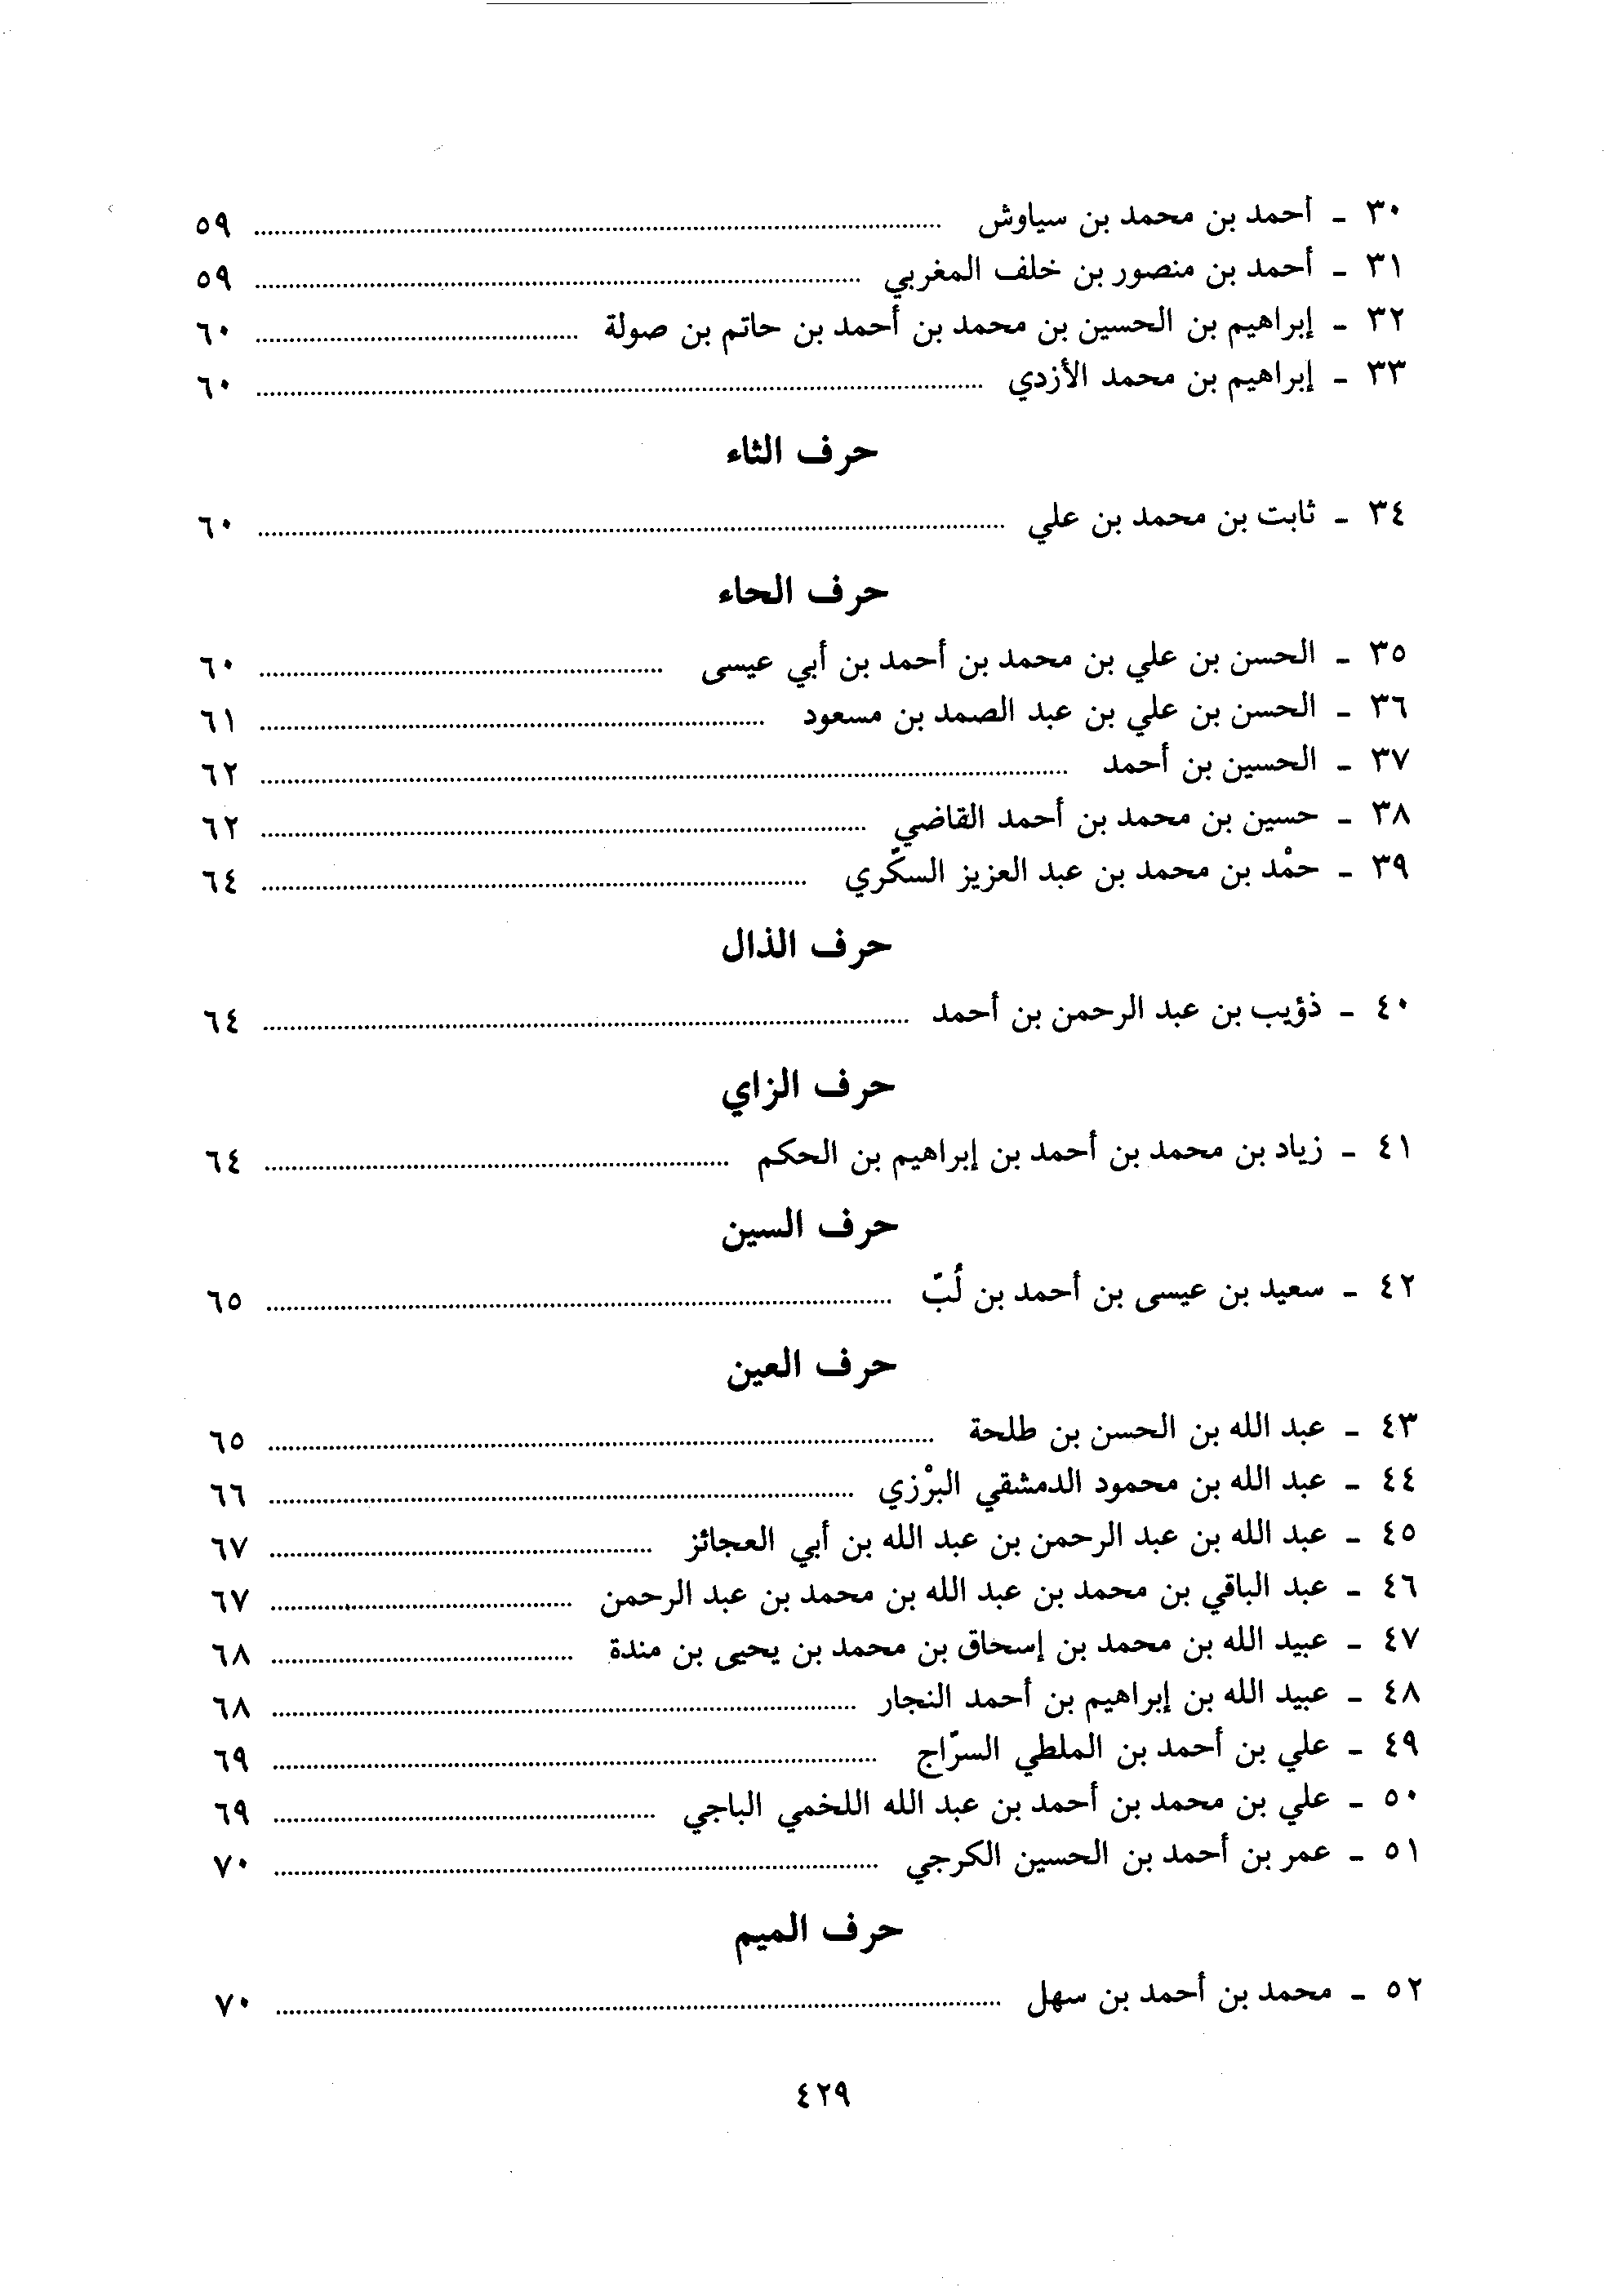 ٣٠ - أحمد بن محمد بن سياوش ........ ٥٩
٣١ - أحمد بن منصور بن خلف المغربي ........ ٥٩
٣٢ - إبراهيم بن الحسين بن محمد بن أحمد بن حاتم بن صولة ........ ٦٠
٣٣ - إبراهيم بن محمد الأزدي ........ ٦٠
حرف الثاء
٣٤ - ثابت بن محمد بن علي ........ ٦٠
حرف الحاء
٣٥ - الحسن بن علي بن محمد بن أحمد بن أبي عيسى ........ ٦٠
٣٦ - الحسن بن علي بن عبد الصمد بن مسعود ........ ٦١
٣٧ - الحسين بن أحمد ........ ٦٢
٣٨ - حسين بن محمد بن أحمد القاضي ........ ٦٢
٣٩ - حمْد بن محمد بن عبد العزيز السكّري ........ ٦٤
حرف الذال
٤٠ - ذؤيب بن عبد الرحمن بن أحمد ........ ٦٤
حرف الزاي
٤١ - زياد بن محمد بن أحمد بن إبراهيم بن الحكم ........ ٦٤
حرف السين
٤٢ - سعيد بن عيسى بن أحمد بن لُبّ ........ ٦٥
حرف العين
٤٣ - عبد الله بن الحسن بن طلحة ........ ٦٥
٤٤ - عبد الله بن محمود الدمشقي البرْزي ........ ٦٦
٤٥ - عبد الله بن عبد الرحمن بن عبد الله بن أبي العجائز ........ ٦٧
٤٦ - عبد الباقي بن محمد بن عبد الله بن محمد بن عبد الرحمن ........ ٦٧
٤٧ - عبيد الله بن محمد بن إسحاق بن محمد بن يحيى بن مندة ........ ٦٨
٤٨ - عبيد الله بن إبراهيم بن أحمد النجار ........ ٦٨
٤٩ - علي بن أحمد بن الملطي السرّاج ........ ٦٩
٥٠ - علي بن محمد بن أحمد بن عبد الله اللخمي الباجي ........ ٦٩
٥١ - عمر بن أحمد بن الحسين الكرجي ........ ٧٠
حرف الميم
٥٢ - محمد بن أحمد بن سهل ........ ٧٠
٤٢٩